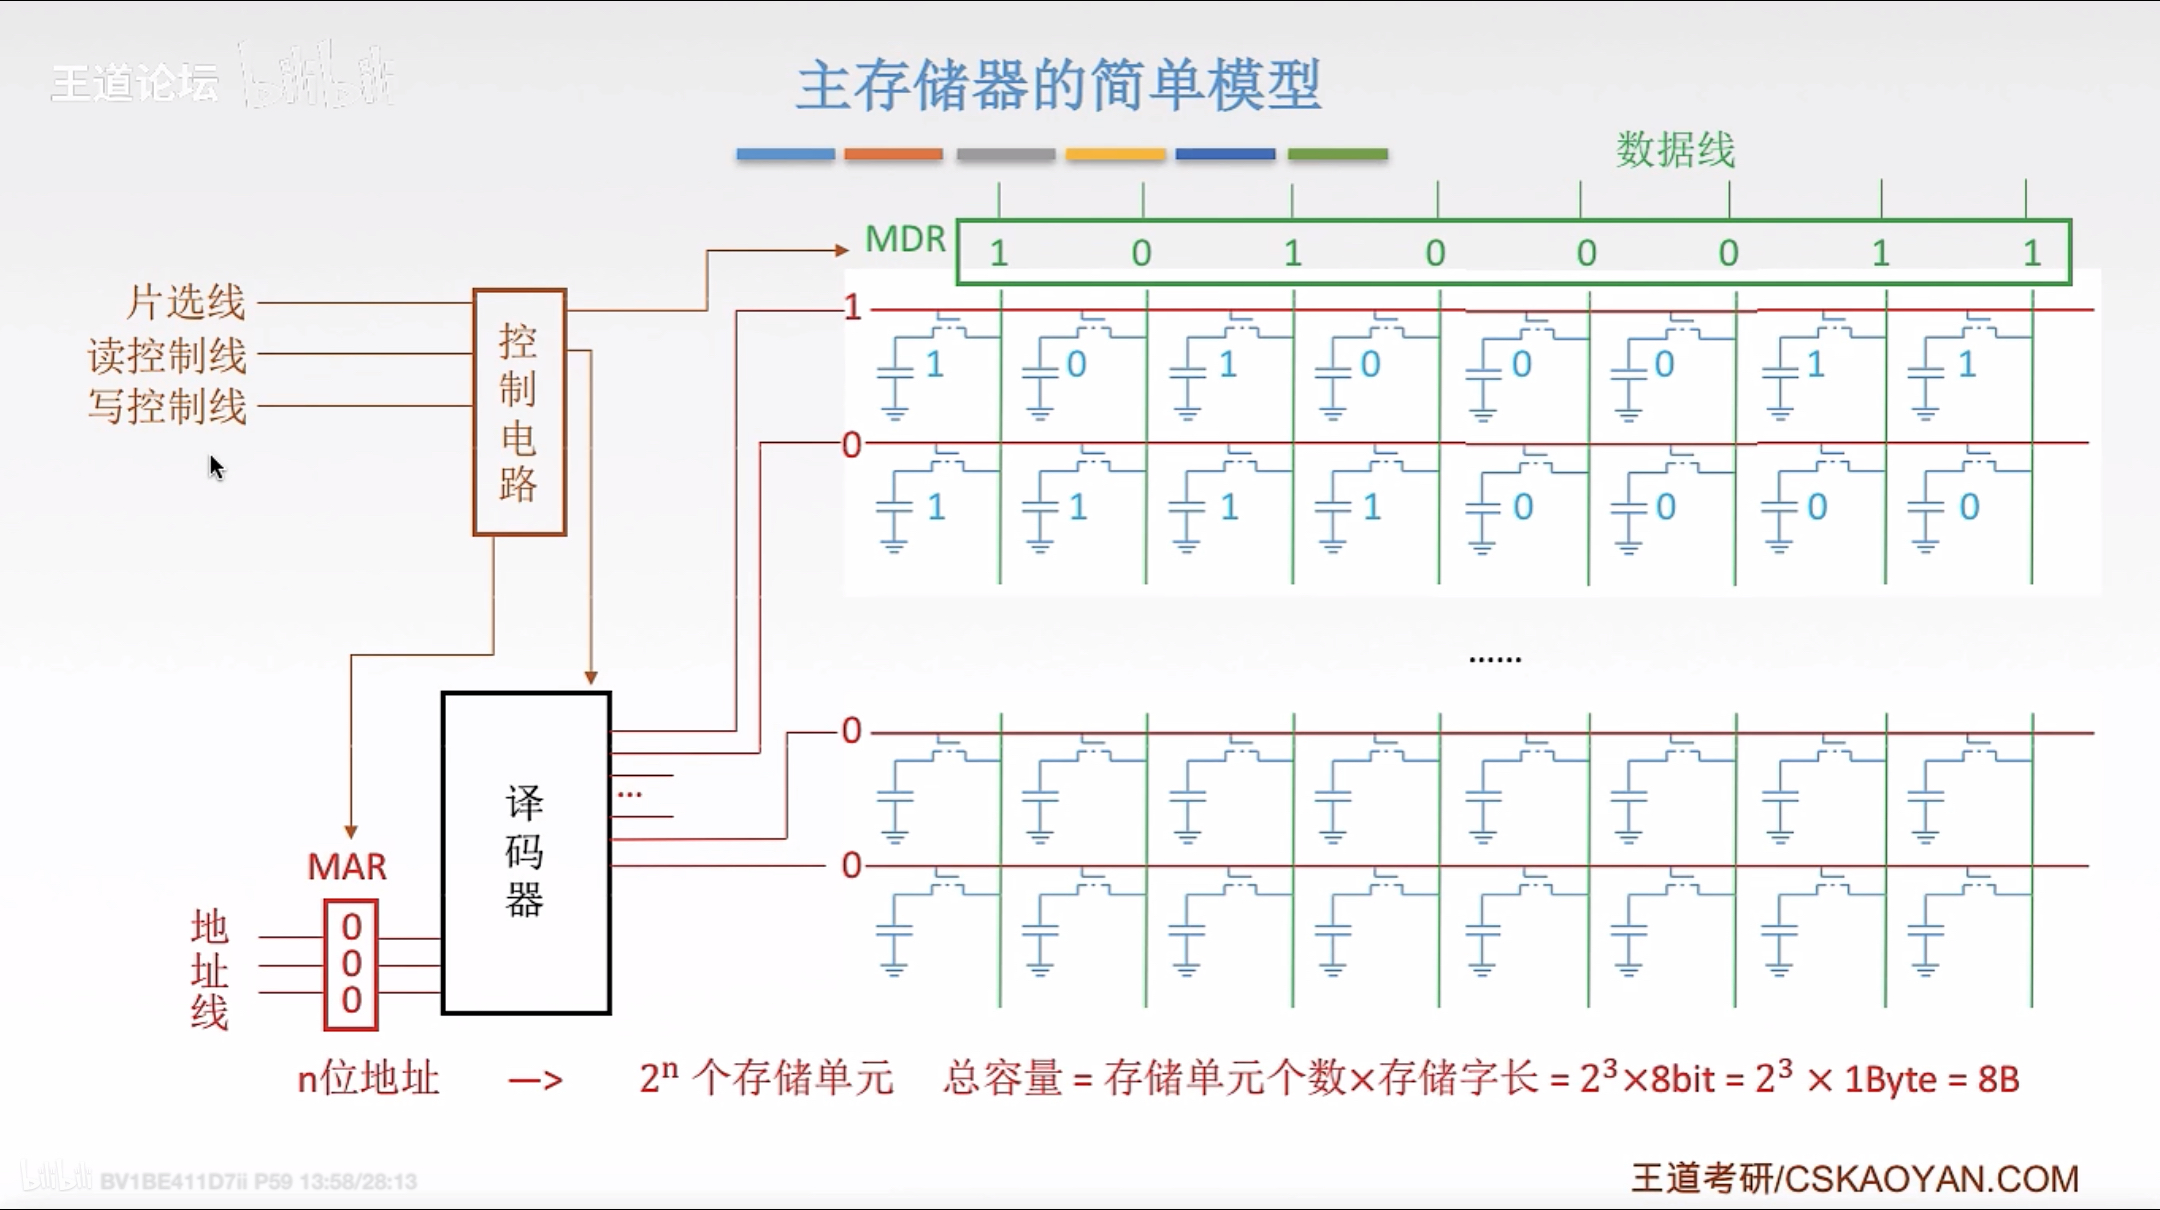 王道论坛 bilibili
主存储器的简单模型
数据线
MDR 1 0 1 0 0 0 1 1
片选线
读控制线
写控制线
控制电路
1
1 0 1 0 0 0 1 1
0
1 1 1 1 0 0 0 0
......
0
0
译码器
...
MAR
地址线
0
0
0
n位地址 —> 2ⁿ 个存储单元 总容量 = 存储单元个数×存储字长 = 2³×8bit = 2³ × 1Byte = 8B
bilibili BV1BE411D7ii P59 13:58/28:13
王道考研/CSKAOYAN.COM